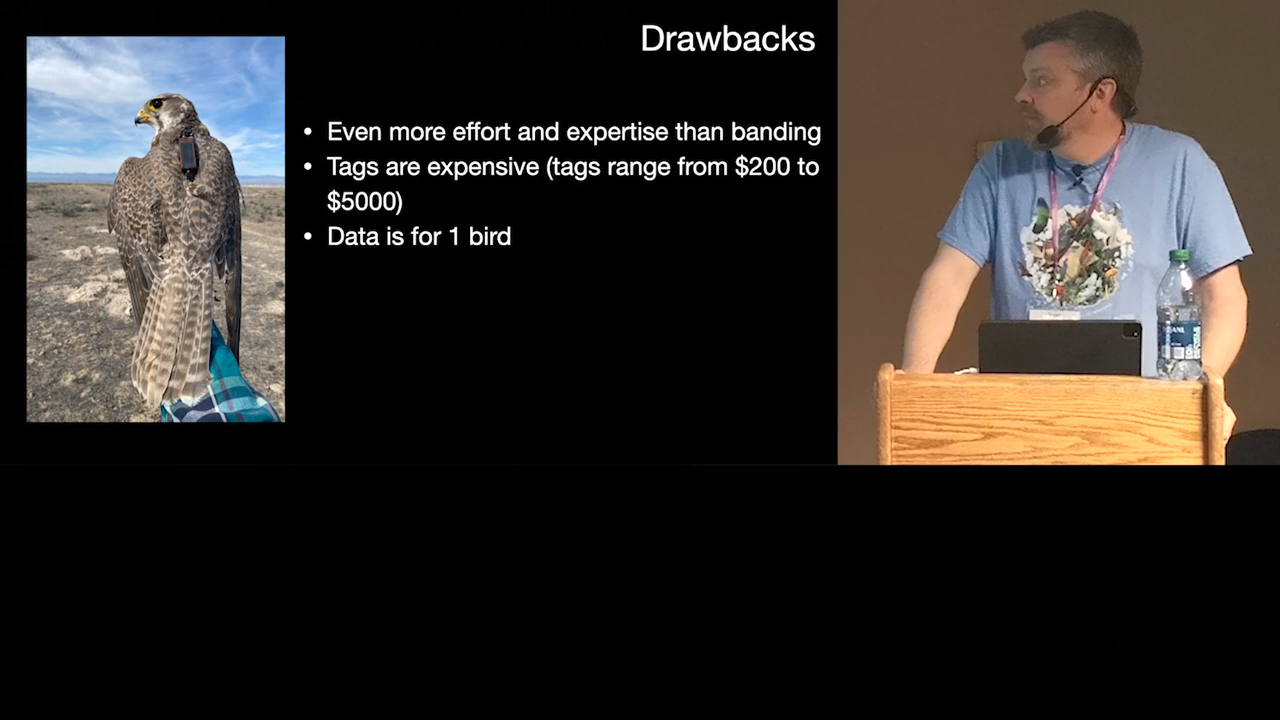 Drawbacks
• Even more effort and expertise than banding
• Tags are expensive (tags range from $200 to
$5000)
• Data is for 1 bird